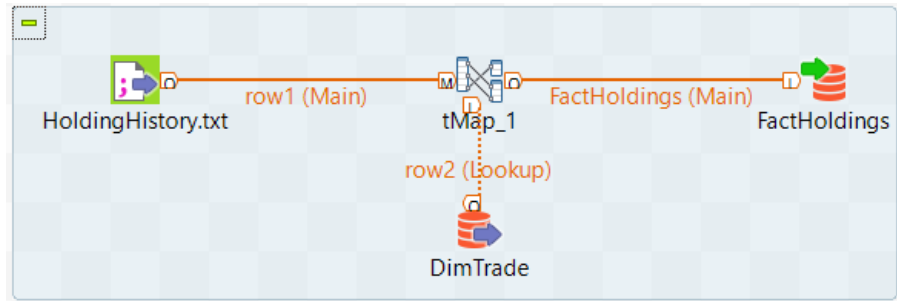 O
row1 (Main)
M
O
FactHoldings (Main)
I
HoldingHistory.txt
tMap_1
FactHoldings
L
row2 (Lookup)
O
DimTrade